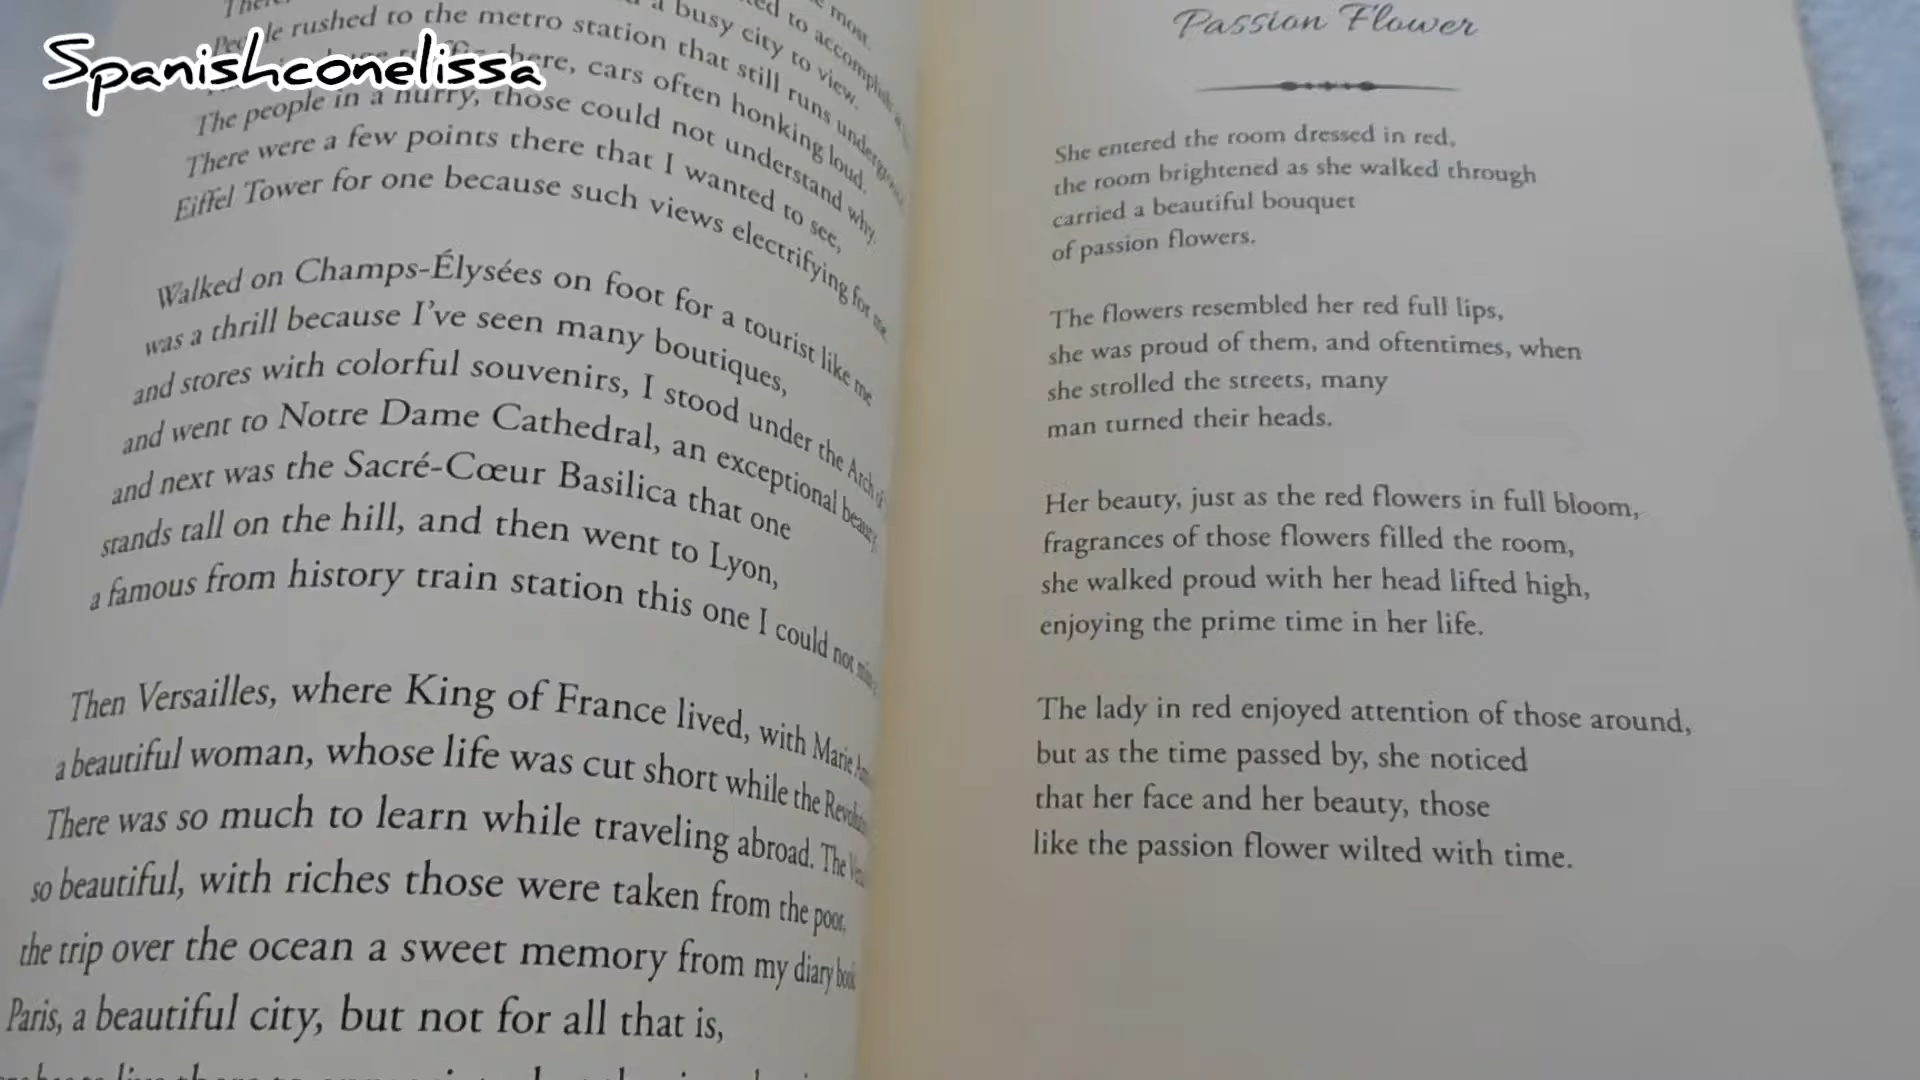 Spanishconelissa
most.
to accomplish a
a busy city to view.
rushed to the metro station that still runs underground
here, cars often honking loud.
The people in a hurry, those could not understand why.
There were a few points there that I wanted to see,
Eiffel Tower for one because such views electrifying for me.
Walked on Champs-Élysées on foot for a tourist like me
was a thrill because I've seen many boutiques,
and stores with colorful souvenirs, I stood under the Arch of
and went to Notre Dame Cathedral, an exceptional beauty,
and next was the Sacré-Cœur Basilica that one
stands tall on the hill, and then went to Lyon,
a famous from history train station this one I could not
Then Versailles, where King of France lived, with Marie
a beautiful woman, whose life was cut short while the
There was so much to learn while traveling abroad. The
so beautiful, with riches those were taken from the poor,
the trip over the ocean a sweet memory from my diary book
Paris, a beautiful city, but not for all that is,
Passion Flower
She entered the room dressed in red,
the room brightened as she walked through
carried a beautiful bouquet
of passion flowers.
The flowers resembled her red full lips,
she was proud of them, and oftentimes, when
she strolled the streets, many
man turned their heads.
Her beauty, just as the red flowers in full bloom,
fragrances of those flowers filled the room,
she walked proud with her head lifted high,
enjoying the prime time in her life.
The lady in red enjoyed attention of those around,
but as the time passed by, she noticed
that her face and her beauty, those
like the passion flower wilted with time.